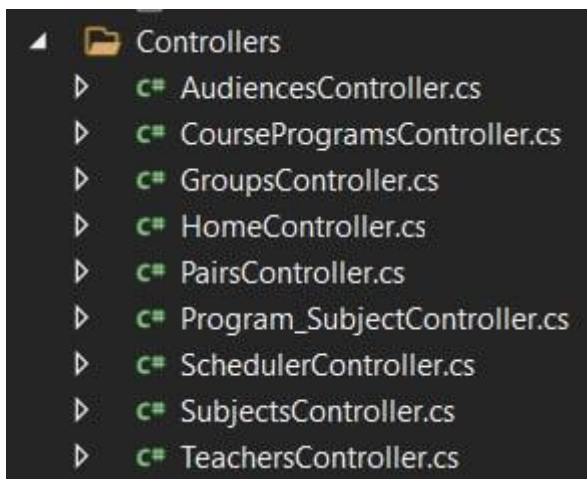 Controllers
C# AudiencesController.cs
C# CourseProgramsController.cs
C# GroupsController.cs
C# HomeController.cs
C# PairsController.cs
C# Program_SubjectController.cs
C# SchedulerController.cs
C# SubjectsController.cs
C# TeachersController.cs